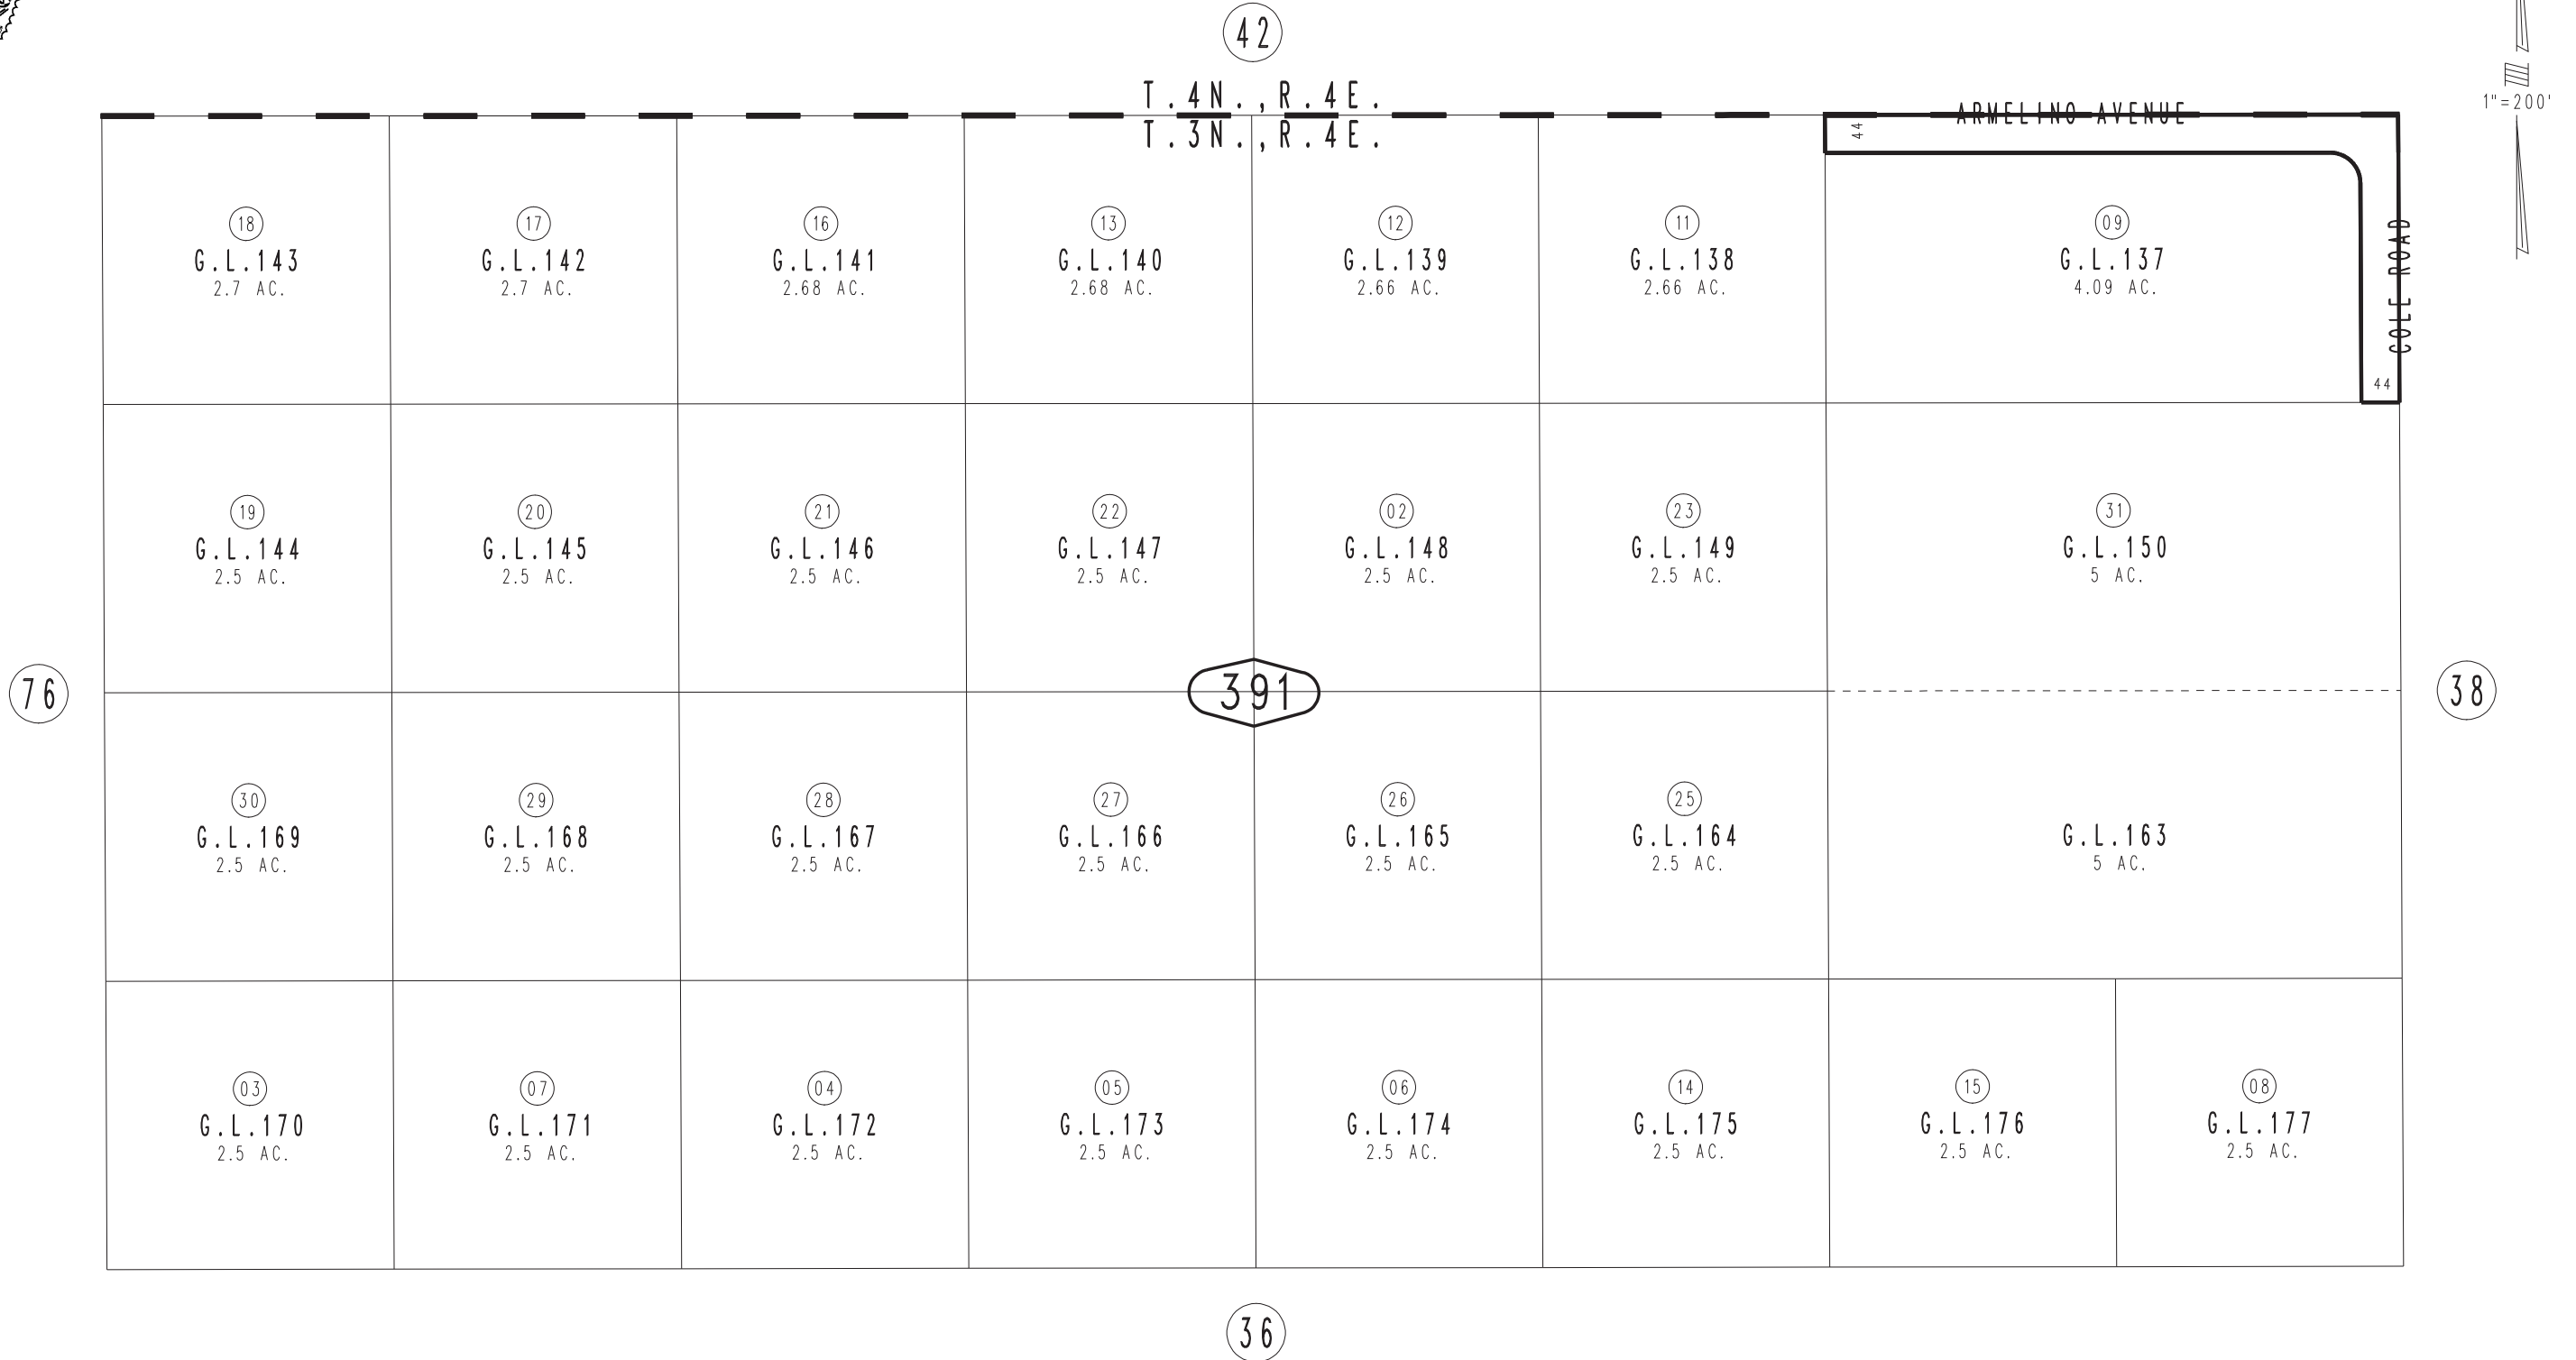 42
1"=200'
T.4N.,R.4E.
T.3N.,R.4E.
ARMELINO AVENUE
44
18
G.L.143
2.7 AC.
17
G.L.142
2.7 AC.
16
G.L.141
2.68 AC.
13
G.L.140
2.68 AC.
12
G.L.139
2.66 AC.
11
G.L.138
2.66 AC.
09
G.L.137
4.09 AC.
COLE ROAD
44
19
G.L.144
2.5 AC.
20
G.L.145
2.5 AC.
21
G.L.146
2.5 AC.
22
G.L.147
2.5 AC.
02
G.L.148
2.5 AC.
23
G.L.149
2.5 AC.
31
G.L.150
5 AC.
76
391
38
30
G.L.169
2.5 AC.
29
G.L.168
2.5 AC.
28
G.L.167
2.5 AC.
27
G.L.166
2.5 AC.
26
G.L.165
2.5 AC.
25
G.L.164
2.5 AC.
G.L.163
5 AC.
03
G.L.170
2.5 AC.
07
G.L.171
2.5 AC.
04
G.L.172
2.5 AC.
05
G.L.173
2.5 AC.
06
G.L.174
2.5 AC.
14
G.L.175
2.5 AC.
15
G.L.176
2.5 AC.
08
G.L.177
2.5 AC.
36